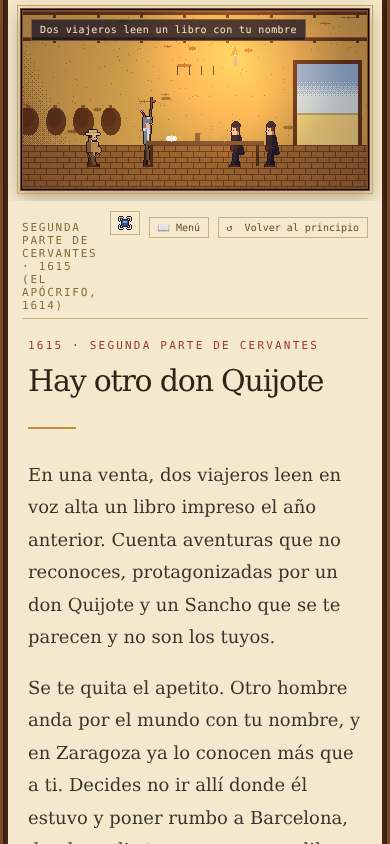 Dos viajeros leen un libro con tu nombre
SEGUNDA
PARTE DE
CERVANTES
· 1615
(EL
APÓCRIFO,
1614)
📖 Menú
↺ Volver al principio
1615 · SEGUNDA PARTE DE CERVANTES
Hay otro don Quijote
En una venta, dos viajeros leen en
voz alta un libro impreso el año
anterior. Cuenta aventuras que no
reconoces, protagonizadas por un
don Quijote y un Sancho que se te
parecen y no son los tuyos.
Se te quita el apetito. Otro hombre
anda por el mundo con tu nombre, y
en Zaragoza ya lo conocen más que
a ti. Decides no ir allí donde él
estuvo y poner rumbo a Barcelona,